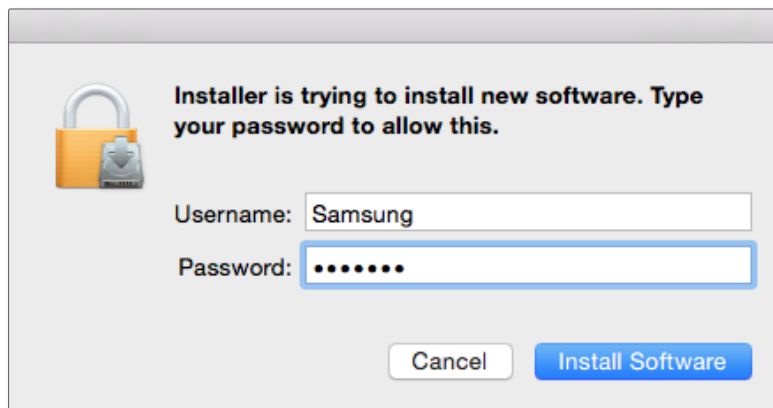 Installer is trying to install new software. Type
your password to allow this.
Username: Samsung
Password: •••••••
Cancel Install Software